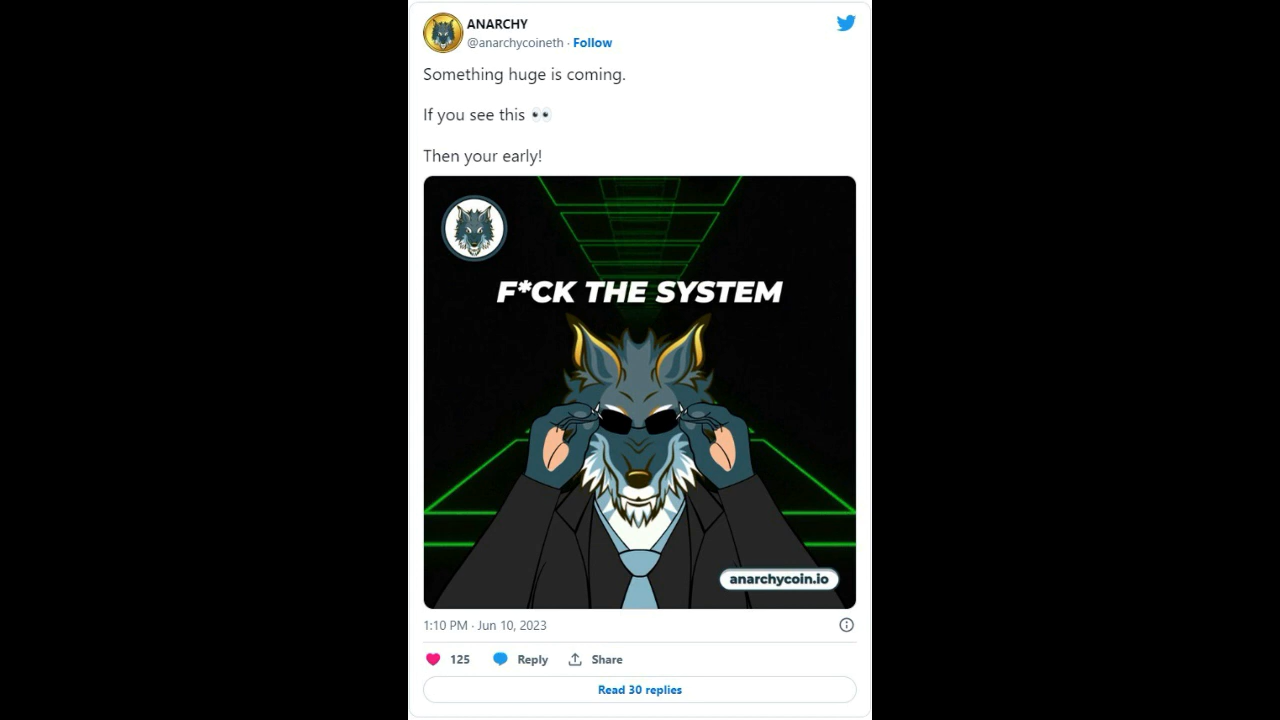 ANARCHY
@anarchycoineth · Follow
Something huge is coming.
If you see this 👀
Then your early!
F*CK THE SYSTEM
anarchycoin.io
1:10 PM · Jun 10, 2023
125 Reply Share
Read 30 replies